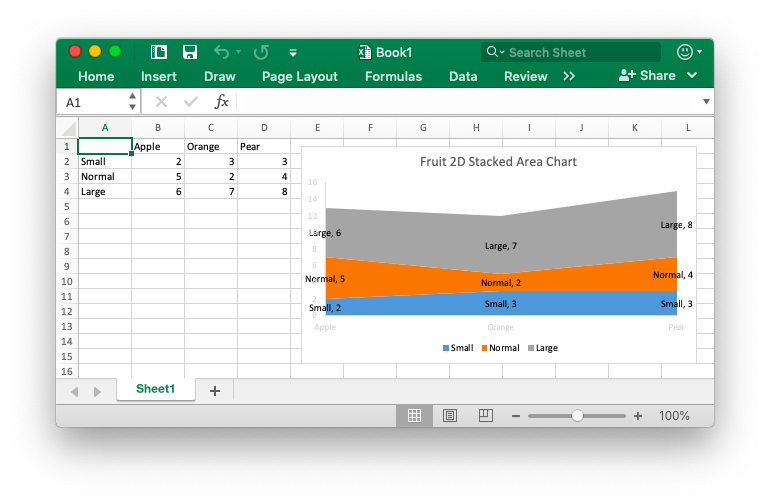 Book1
Search Sheet
Home Insert Draw Page Layout Formulas Data Review >> Share
A1 fx
A B C D E F G H I J K L
1 Apple Orange Pear
2 Small 2 3 3
3 Normal 5 2 4
4 Large 6 7 8
5
6
7
8
9
10
11
12
13
14
15
16
Fruit 2D Stacked Area Chart
16
14
12
Large, 6
Large, 7
Large, 8
8
6
Normal, 5
Normal, 2
Normal, 4
2
Small, 2
Small, 3
Small, 3
0
Apple Orange Pear
Small Normal Large
Sheet1 +
− + 100%